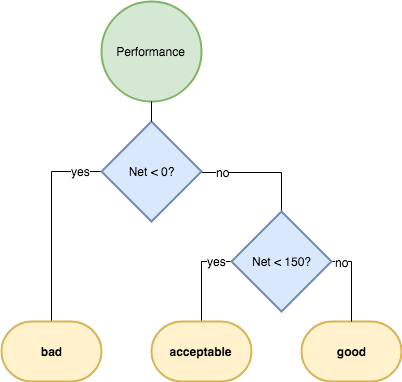 Performance
yes
Net < 0?
no
yes
Net < 150?
no
bad
acceptable
good